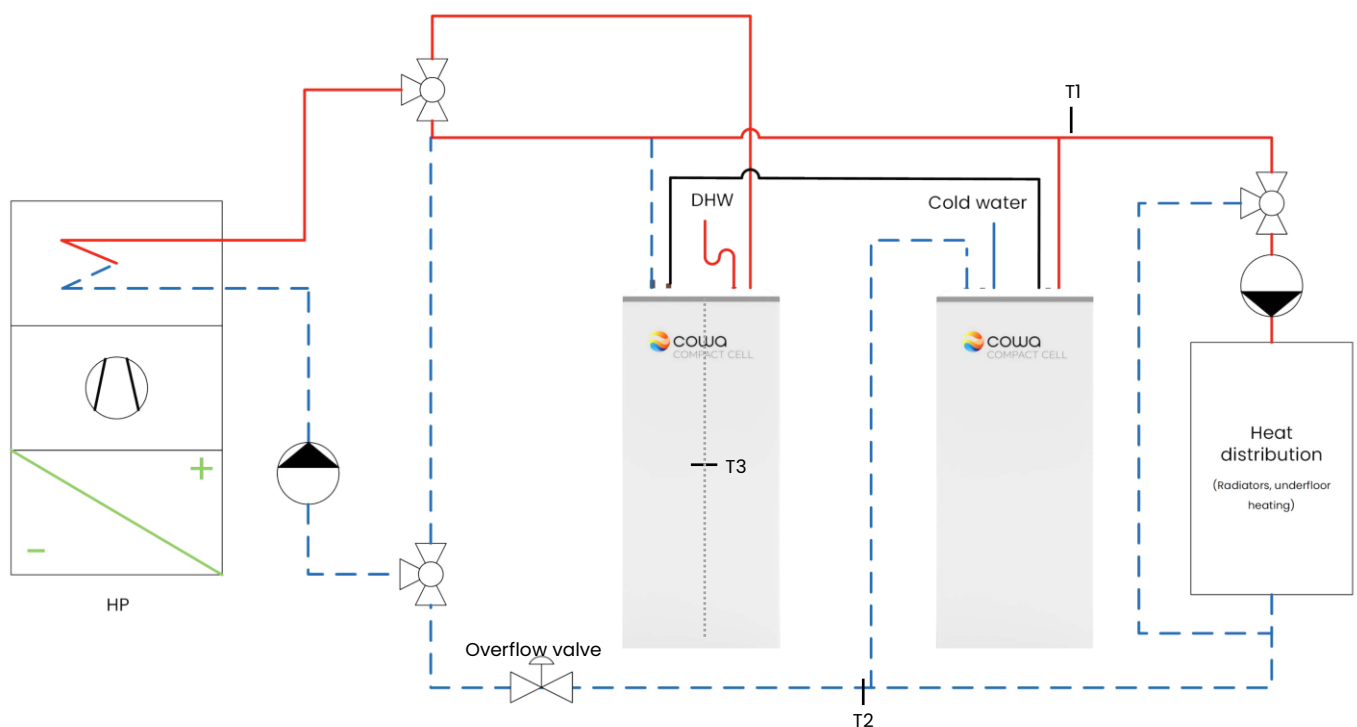 T1
DHW
Cold water
cowa
COMPACT CELL
cowa
COMPACT CELL
T3
+
-
HP
Heat
distribution
(Radiators, underfloor
heating)
Overflow valve
T2